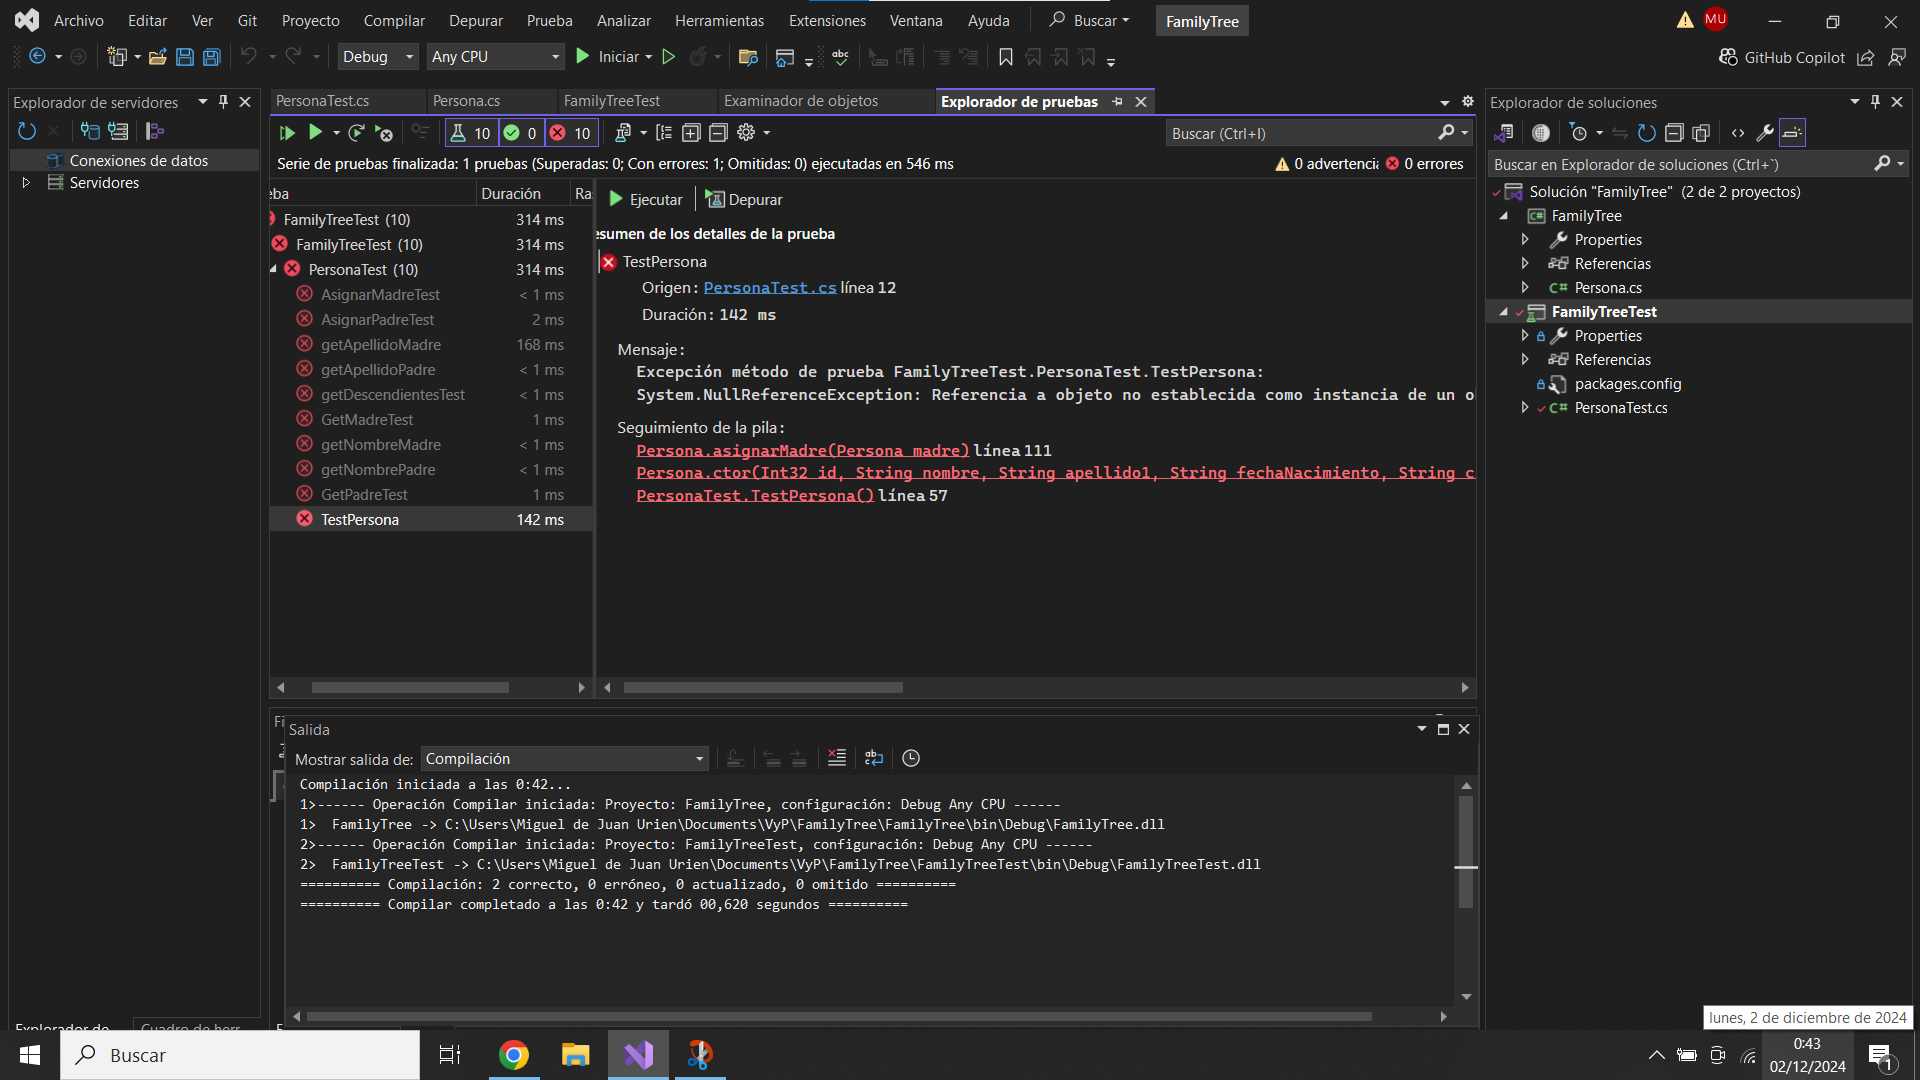 Archivo Editar Ver Git Proyecto Compilar Depurar Prueba Analizar Herramientas Extensiones Ventana Ayuda Buscar FamilyTree MU
Debug Any CPU Iniciar abc GitHub Copilot
Explorador de servidores
Conexiones de datos
Servidores
PersonaTest.cs Persona.cs FamilyTreeTest Examinador de objetos Explorador de pruebas
10 0 10 Buscar (Ctrl+I)
Serie de pruebas finalizada: 1 pruebas (Superadas: 0; Con errores: 1; Omitidas: 0) ejecutadas en 546 ms 0 advertencia 0 errores
eba Duración Ra
FamilyTreeTest (10) 314 ms
FamilyTreeTest (10) 314 ms
PersonaTest (10) 314 ms
AsignarMadreTest < 1 ms
AsignarPadreTest 2 ms
getApellidoMadre 168 ms
getApellidoPadre < 1 ms
getDescendientesTest < 1 ms
GetMadreTest 1 ms
getNombreMadre < 1 ms
getNombrePadre < 1 ms
GetPadreTest 1 ms
TestPersona 142 ms
Ejecutar Depurar
esumen de los detalles de la prueba
TestPersona
Origen: PersonaTest.cs línea 12
Duración: 142 ms
Mensaje:
Excepción método de prueba FamilyTreeTest.PersonaTest.TestPersona:
System.NullReferenceException: Referencia a objeto no establecida como instancia de un o
Seguimiento de la pila:
Persona.asignarMadre(Persona madre) línea 111
Persona.ctor(Int32 id, String nombre, String apellido1, String fechaNacimiento, String c
PersonaTest.TestPersona() línea 57
Explorador de soluciones
Buscar en Explorador de soluciones (Ctrl+`)
Solución "FamilyTree" (2 de 2 proyectos)
FamilyTree
Properties
Referencias
C# Persona.cs
FamilyTreeTest
Properties
Referencias
packages.config
C# PersonaTest.cs
Salida
Mostrar salida de: Compilación
Compilación iniciada a las 0:42...
1>------ Operación Compilar iniciada: Proyecto: FamilyTree, configuración: Debug Any CPU ------
1>  FamilyTree -> C:\Users\Miguel de Juan Urien\Documents\VyP\FamilyTree\FamilyTree\bin\Debug\FamilyTree.dll
2>------ Operación Compilar iniciada: Proyecto: FamilyTreeTest, configuración: Debug Any CPU ------
2>  FamilyTreeTest -> C:\Users\Miguel de Juan Urien\Documents\VyP\FamilyTree\FamilyTreeTest\bin\Debug\FamilyTreeTest.dll
========== Compilación: 2 correcto, 0 erróneo, 0 actualizado, 0 omitido ==========
========== Compilar completado a las 0:42 y tardó 00,620 segundos ==========
Explorador de Cuadro de herr
lunes, 2 de diciembre de 2024
Buscar
0:43
02/12/2024
1